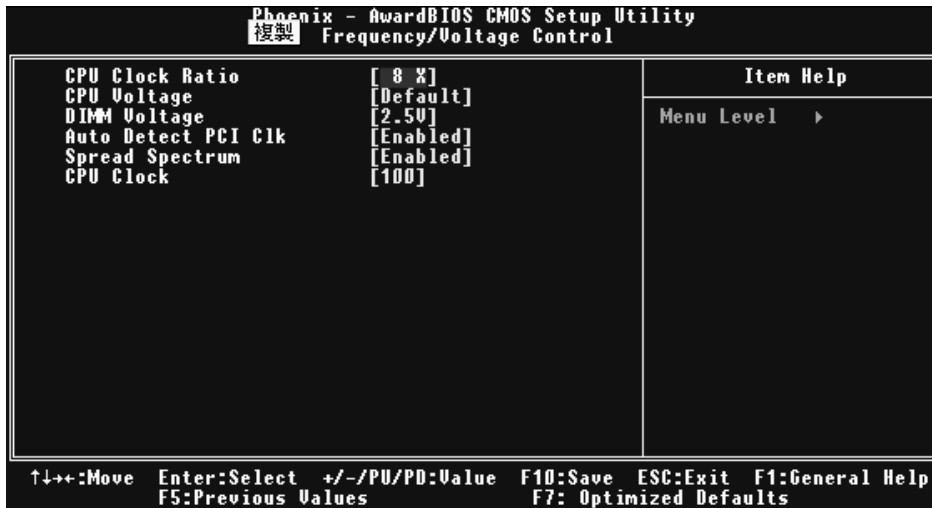 Phoenix - AwardBIOS CMOS Setup Utility
複製 Frequency/Voltage Control
CPU Clock Ratio [ 8 X]
CPU Voltage [Default]
DIMM Voltage [2.5V]
Auto Detect PCI Clk [Enabled]
Spread Spectrum [Enabled]
CPU Clock [100]
Item Help
Menu Level ▸
↑↓→←:Move Enter:Select +/-/PU/PD:Value F10:Save ESC:Exit F1:General Help
F5:Previous Values F7: Optimized Defaults